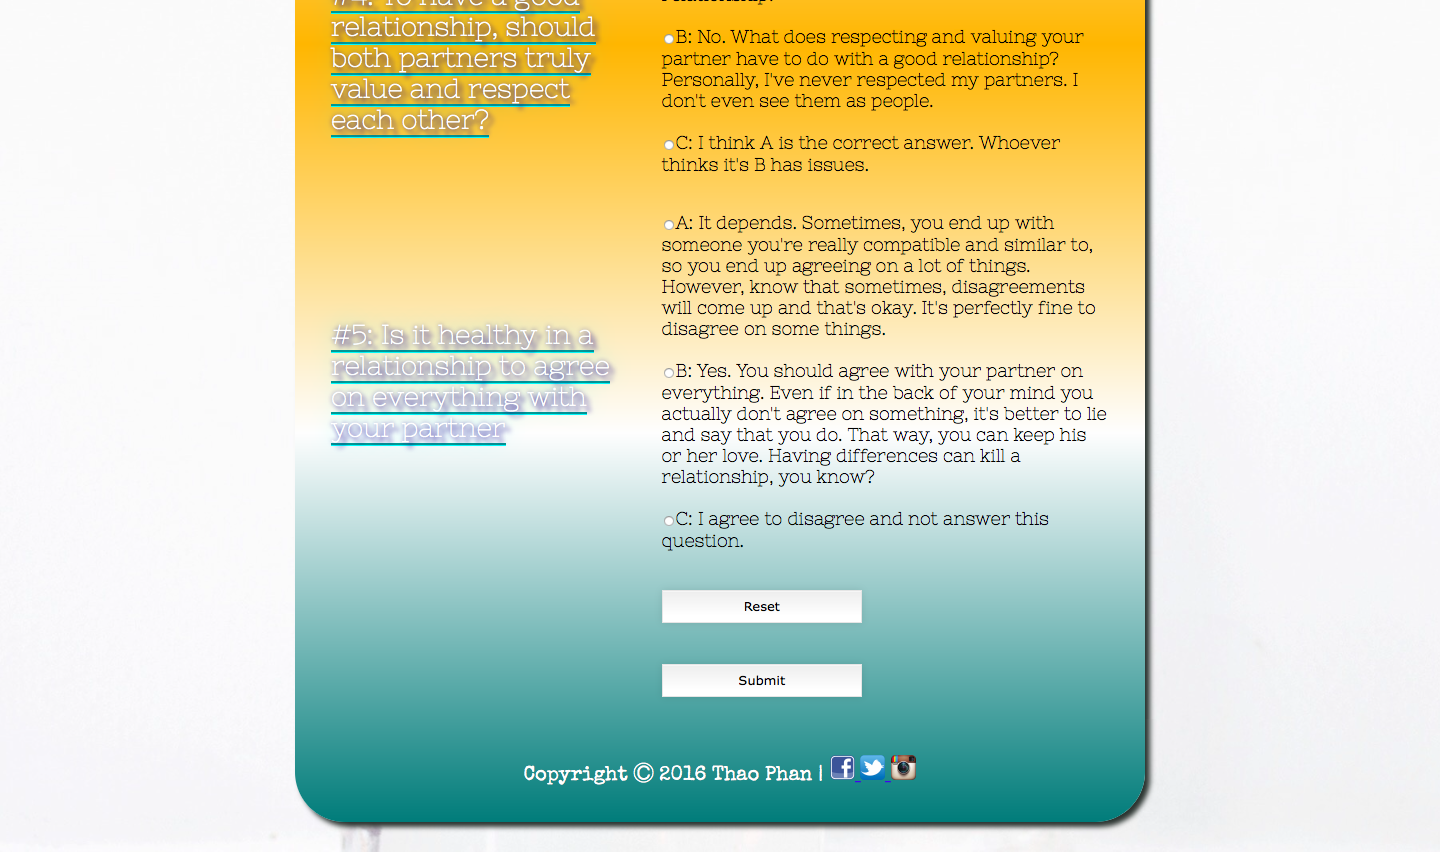 #4: To have a good
relationship, should
both partners truly
value and respect
each other?
relationship.
B: No. What does respecting and valuing your
partner have to do with a good relationship?
Personally, I've never respected my partners. I
don't even see them as people.
C: I think A is the correct answer. Whoever
thinks it's B has issues.
#5: Is it healthy in a
relationship to agree
on everything with
your partner
A: It depends. Sometimes, you end up with
someone you're really compatible and similar to,
so you end up agreeing on a lot of things.
However, know that sometimes, disagreements
will come up and that's okay. It's perfectly fine to
disagree on some things.
B: Yes. You should agree with your partner on
everything. Even if in the back of your mind you
actually don't agree on something, it's better to lie
and say that you do. That way, you can keep his
or her love. Having differences can kill a
relationship, you know?
C: I agree to disagree and not answer this
question.
Reset
Submit
Copyright © 2016 Thao Phan |